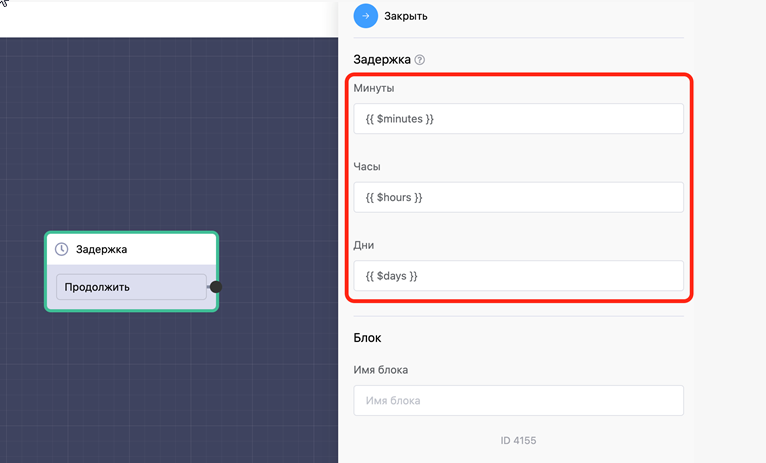 Закрыть
Задержка
Минуты
{{ $minutes }}
Часы
{{ $hours }}
Дни
{{ $days }}
Задержка
Продолжить
Блок
Имя блока
Имя блока
ID 4155